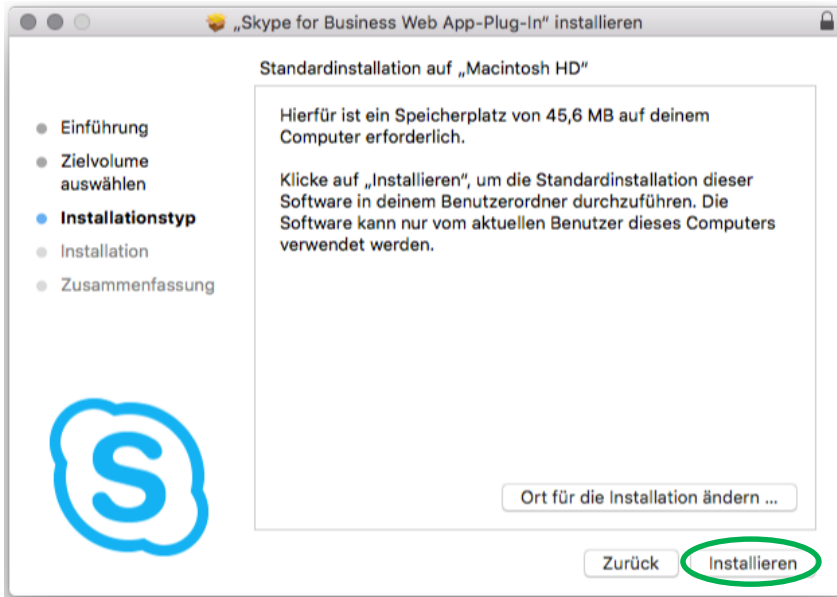 „Skype for Business Web App-Plug-In“ installieren
Standardinstallation auf „Macintosh HD“
Einführung
Zielvolume
auswählen
Installationstyp
Installation
Zusammenfassung
Hierfür ist ein Speicherplatz von 45,6 MB auf deinem
Computer erforderlich.
Klicke auf „Installieren“, um die Standardinstallation dieser
Software in deinem Benutzerordner durchzuführen. Die
Software kann nur vom aktuellen Benutzer dieses Computers
verwendet werden.
S
Ort für die Installation ändern ...
Zurück
Installieren